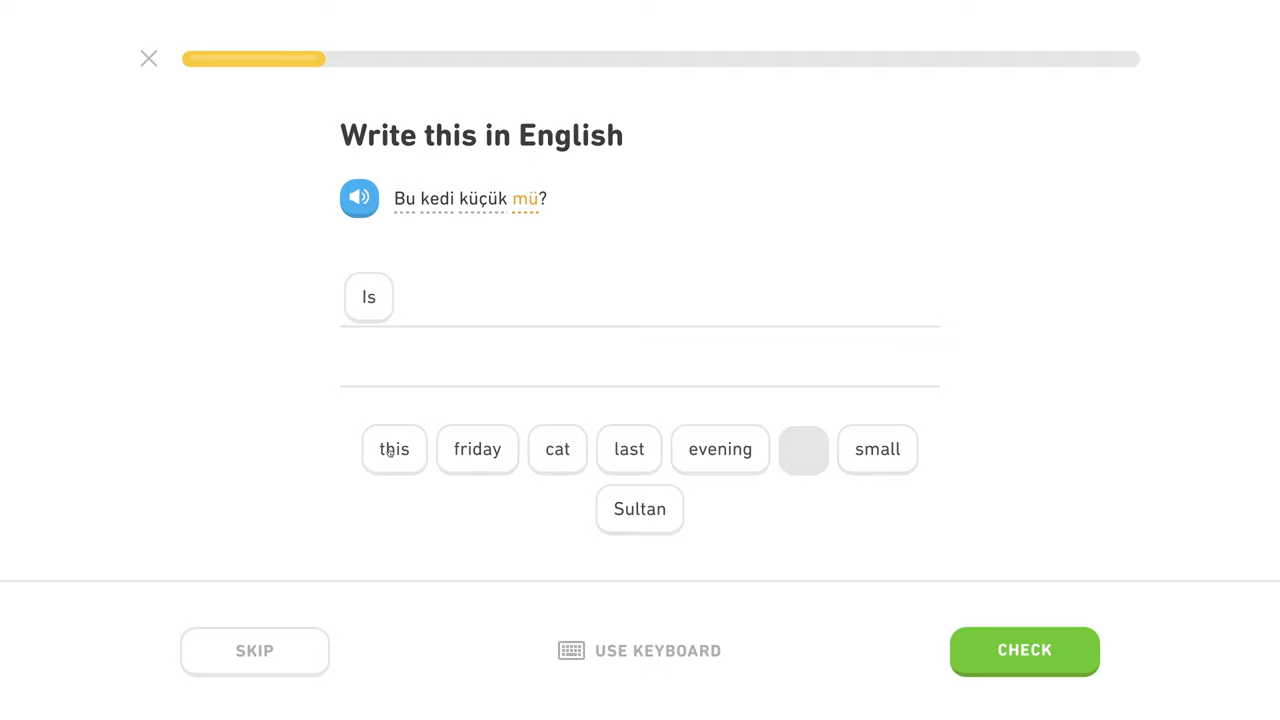 Write this in English
Bu kedi küçük mü?
Is
this friday cat last evening small
Sultan
SKIP USE KEYBOARD CHECK